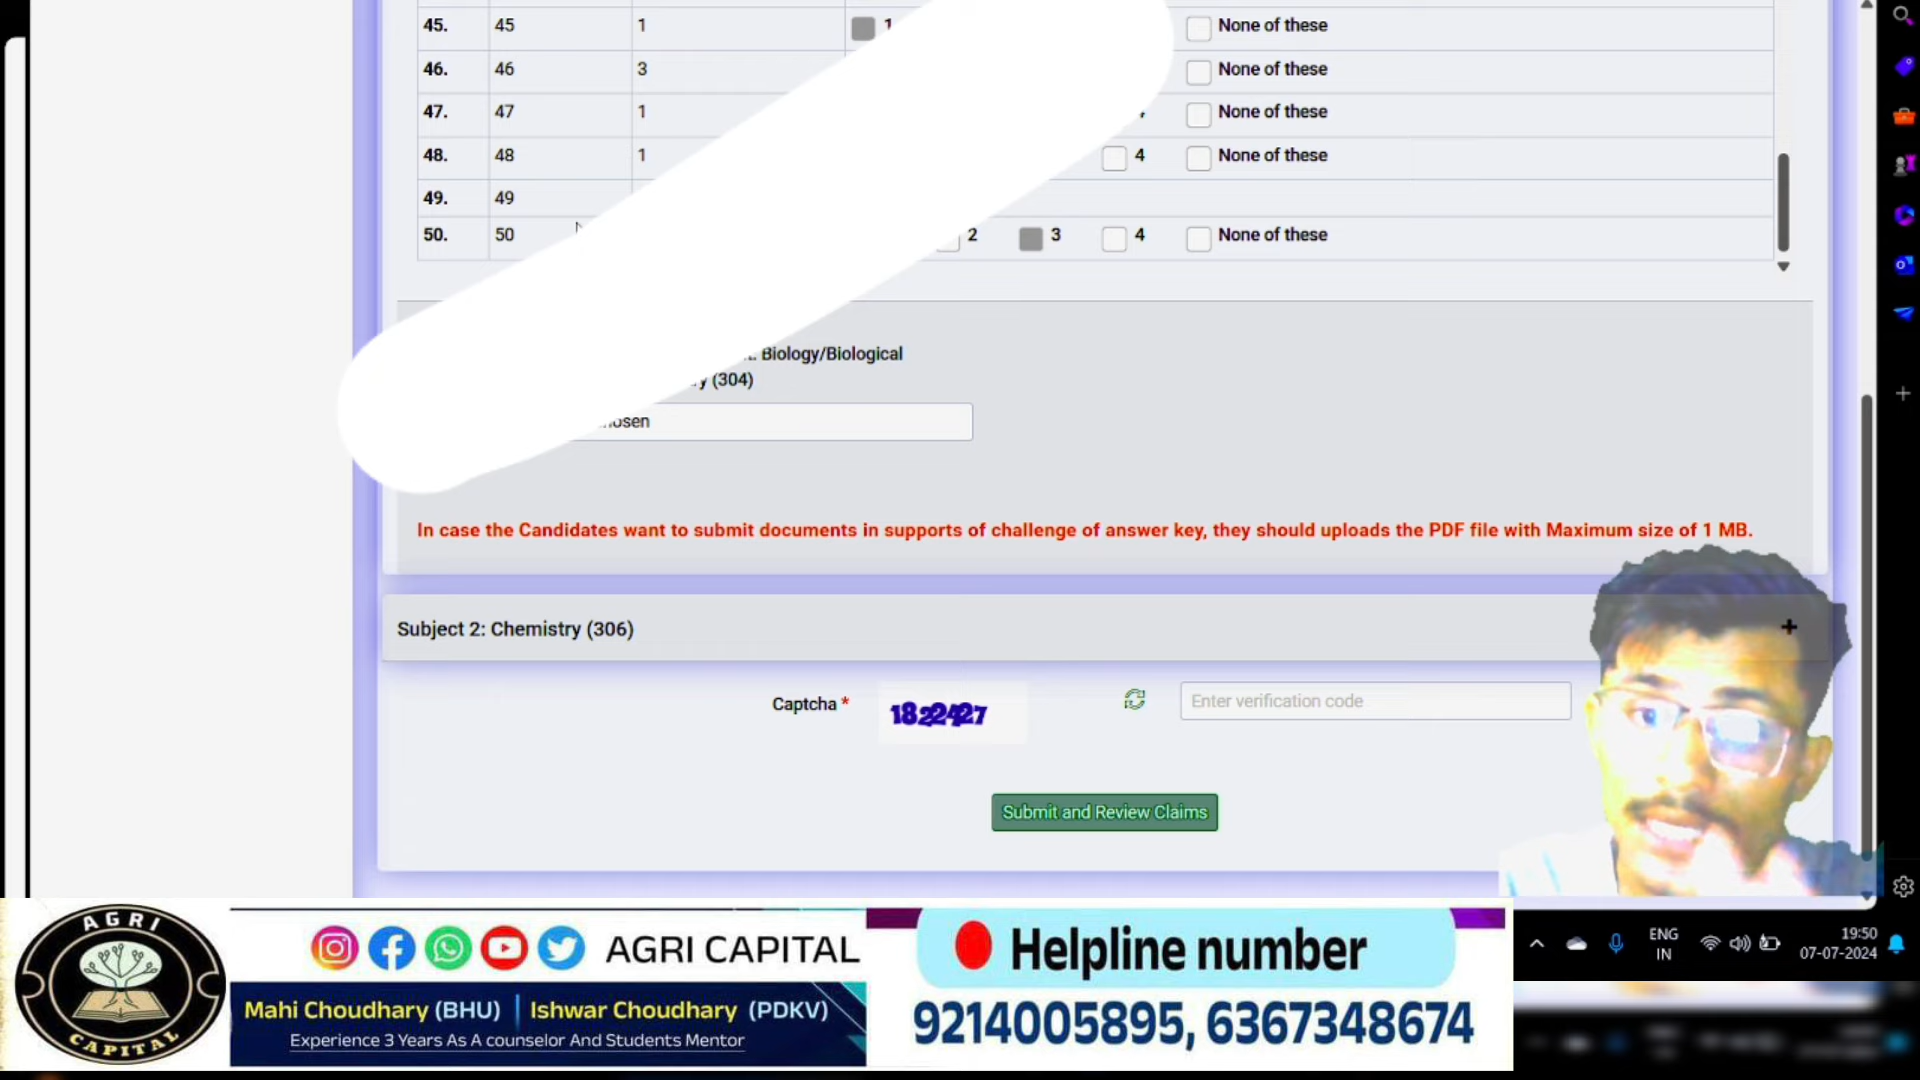 45. 45 1 1 None of these
46. 46 3 None of these
47. 47 1 None of these
48. 48 1 4 None of these
49. 49
50. 50 2 3 4 None of these
Biology/Biological
(304)
In case the Candidates want to submit documents in supports of challenge of answer key, they should uploads the PDF file with Maximum size of 1 MB.
Subject 2: Chemistry (306) +
Captcha * Enter verification code
Submit and Review Claims
AGRI CAPITAL
AGRI CAPITAL
Mahi Choudhary (BHU) | Ishwar Choudhary (PDKV)
Experience 3 Years As A counselor And Students Mentor
Helpline number
9214005895, 6367348674
ENG
IN
19:50
07-07-2024